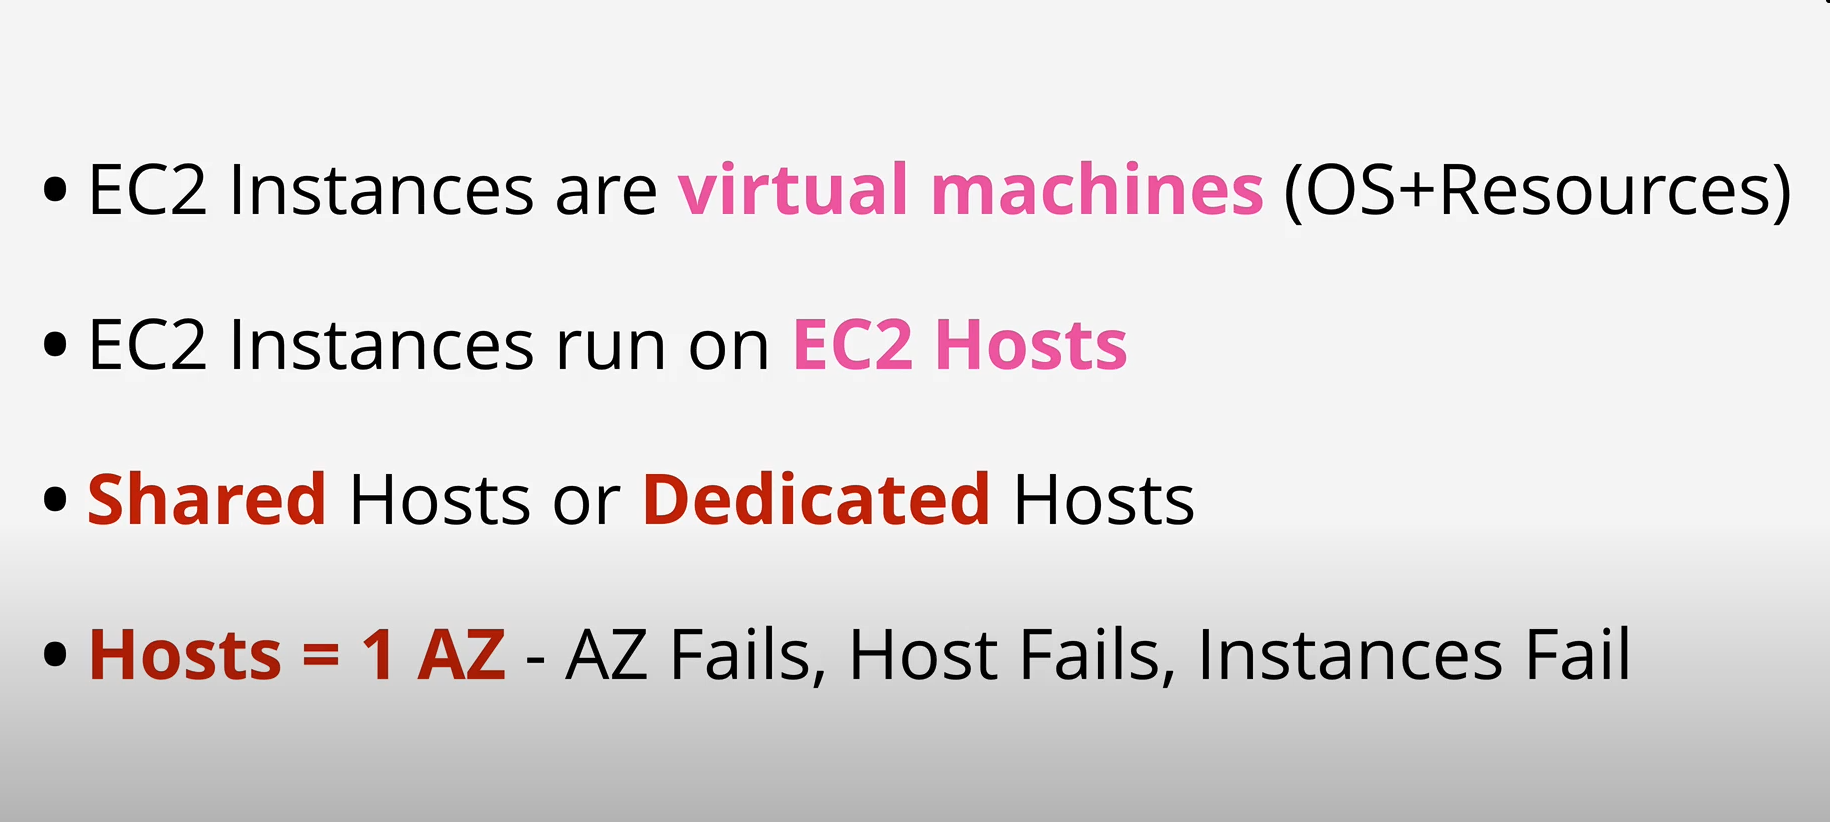 • EC2 Instances are virtual machines (OS+Resources)
• EC2 Instances run on EC2 Hosts
• Shared Hosts or Dedicated Hosts
• Hosts = 1 AZ - AZ Fails, Host Fails, Instances Fail